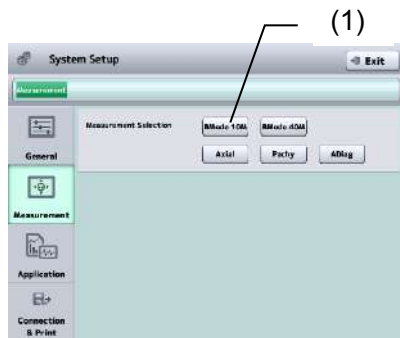 (1)
System Setup
Exit
Measurement
General
Measurement Selection
BMode 10M
BMode 40M
Axial
Pachy
ADiag
Measurement
Application
Connection
& Print